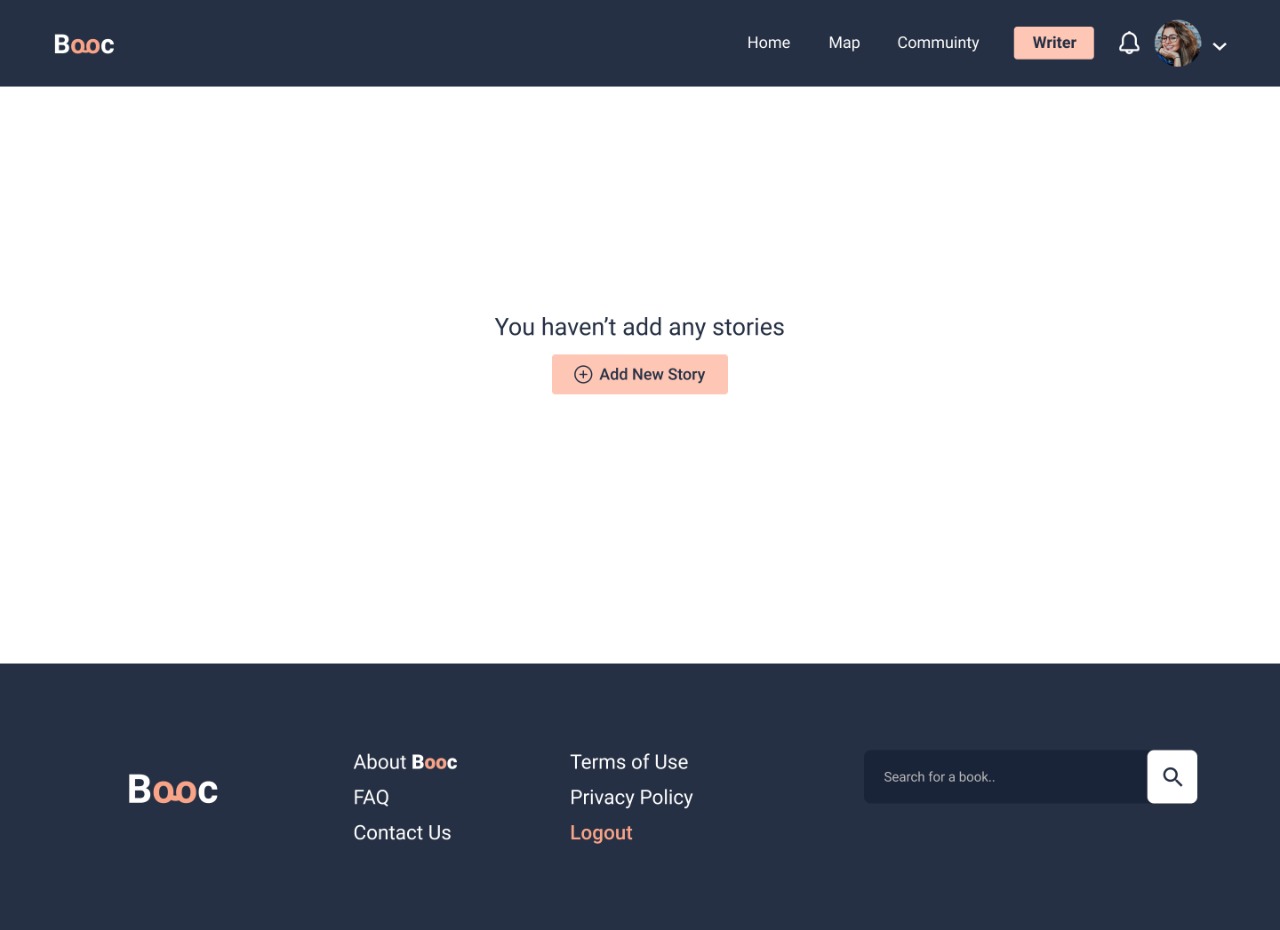 Booc
Home
Map
Commuinty
Writer
You haven’t add any stories
Add New Story
Booc
About Booc
FAQ
Contact Us
Terms of Use
Privacy Policy
Logout
Search for a book..